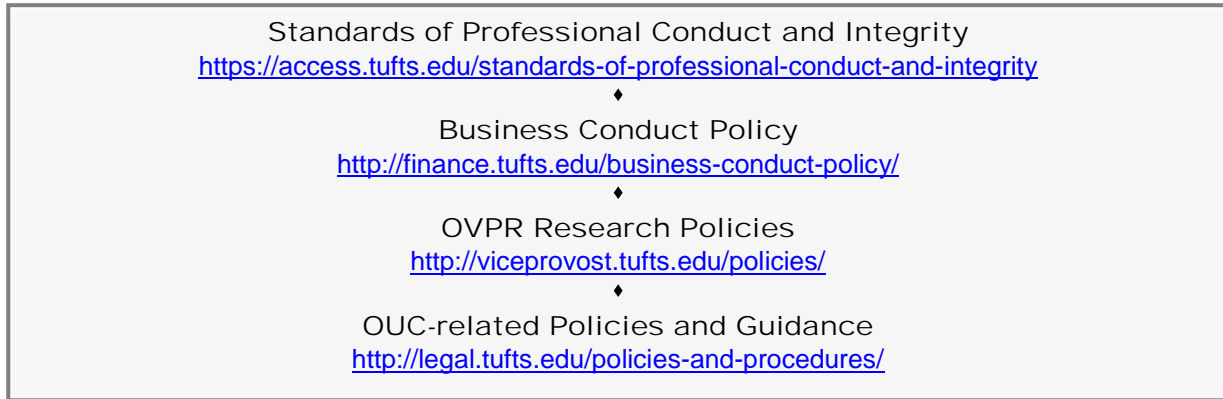 Standards of Professional Conduct and Integrity
https://access.tufts.edu/standards-of-professional-conduct-and-integrity
♦
Business Conduct Policy
http://finance.tufts.edu/business-conduct-policy/
♦
OVPR Research Policies
http://viceprovost.tufts.edu/policies/
♦
OUC-related Policies and Guidance
http://legal.tufts.edu/policies-and-procedures/